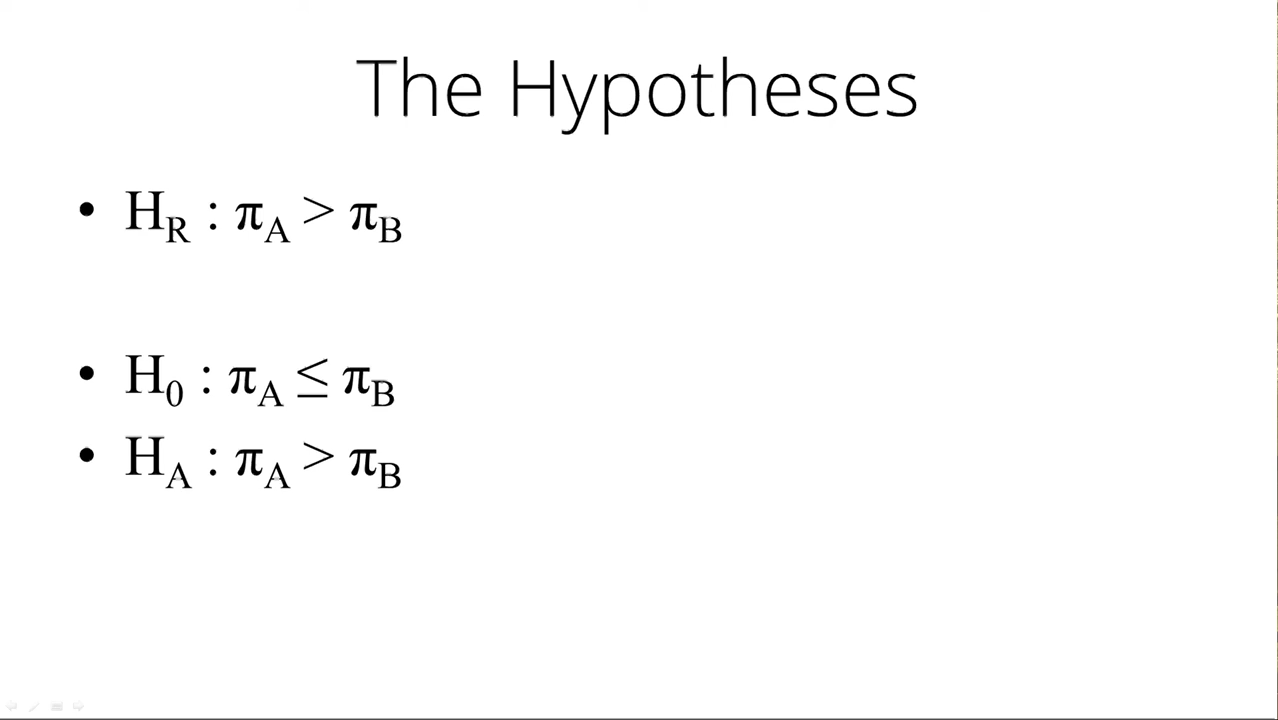 The Hypotheses
• H_R : π_A > π_B
• H_0 : π_A ≤ π_B
• H_A : π_A > π_B